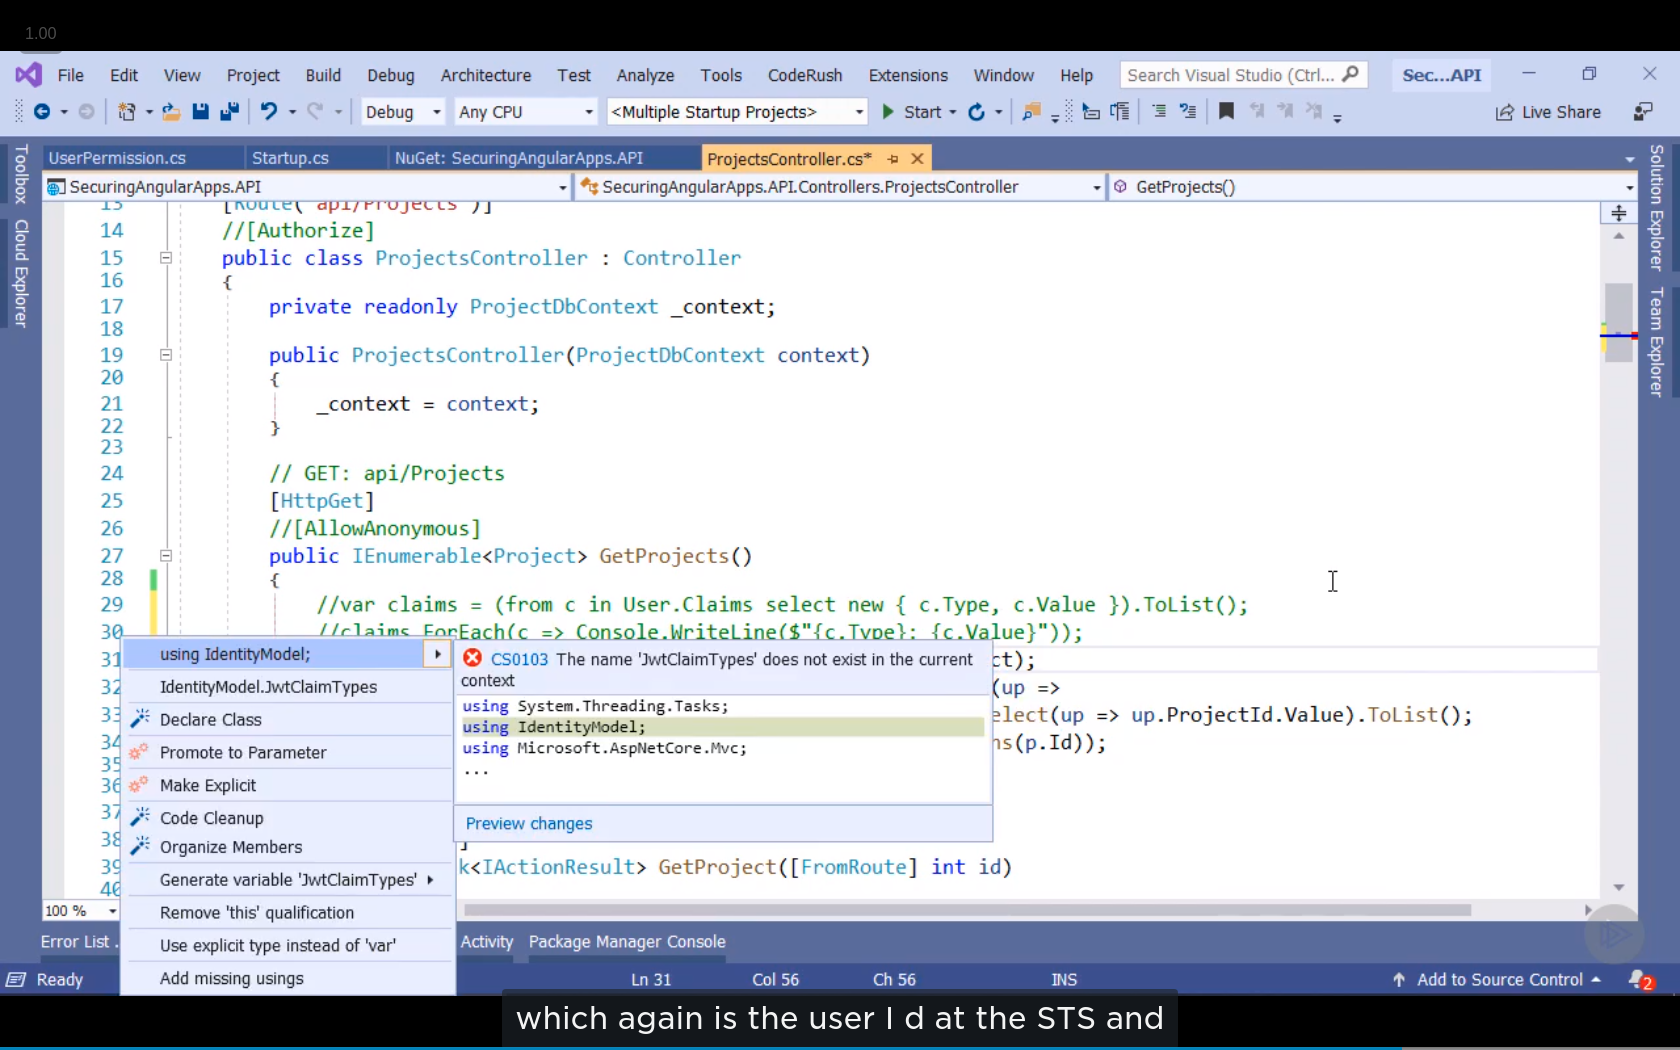 1.00
File Edit View Project Build Debug Architecture Test Analyze Tools CodeRush Extensions Window Help Search Visual Studio (Ctrl... Sec...API
Debug Any CPU <Multiple Startup Projects> Start Live Share
Toolbox
Cloud Explorer
Solution Explorer
Team Explorer
UserPermission.cs Startup.cs NuGet: SecuringAngularApps.API ProjectsController.cs*
SecuringAngularApps.API SecuringAngularApps.API.Controllers.ProjectsController GetProjects()
13 [Route("api/Projects")]
14 //[Authorize]
15 public class ProjectsController : Controller
16 {
17 private readonly ProjectDbContext _context;
18
19 public ProjectsController(ProjectDbContext context)
20 {
21 _context = context;
22 }
23
24 // GET: api/Projects
25 [HttpGet]
26 //[AllowAnonymous]
27 public IEnumerable<Project> GetProjects()
28 {
29 //var claims = (from c in User.Claims select new { c.Type, c.Value }).ToList();
30 //claims.ForEach(c => Console.WriteLine($"{c.Type}: {c.Value}"));
31 ct);
32 (up =>
33 elect(up => up.ProjectId.Value).ToList();
34 ns(p.Id));
35
36
37
38 ]
39 k<IActionResult> GetProject([FromRoute] int id)
40
using IdentityModel;
IdentityModel.JwtClaimTypes
Declare Class
Promote to Parameter
Make Explicit
Code Cleanup
Organize Members
Generate variable 'JwtClaimTypes'
Remove 'this' qualification
Use explicit type instead of 'var'
Add missing usings
CS0103 The name 'JwtClaimTypes' does not exist in the current
context
using System.Threading.Tasks;
using IdentityModel;
using Microsoft.AspNetCore.Mvc;
...
Preview changes
100 %
Error List . Activity Package Manager Console
Ready Ln 31 Col 56 Ch 56 INS Add to Source Control 2
which again is the user I d at the STS and